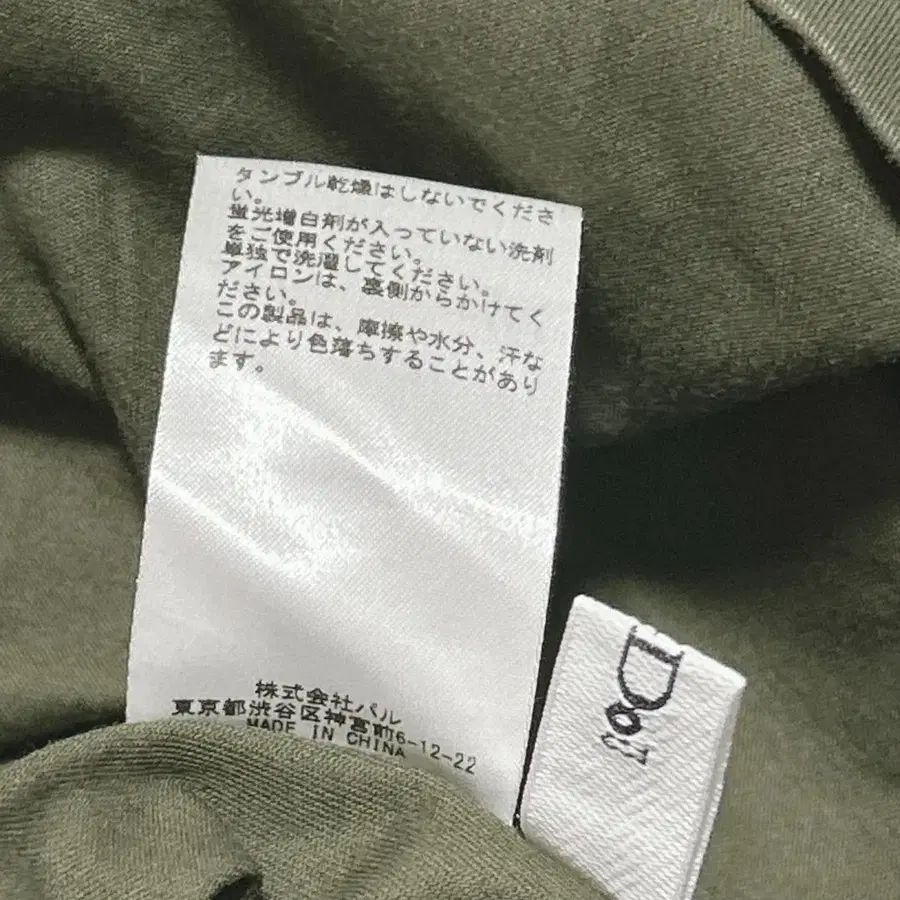 タンブル乾燥はしないでくださ
い。
蛍光増白剤が入っていない洗剤
をご使用ください。
単独で洗濯してください。
アイロンは、裏側からかけてく
ださい。
この製品は、摩擦や水分、汗な
どにより色落ちすることがあり
ます。
株式会社パル
東京都渋谷区神宮前6-12-22
MADE IN CHINA